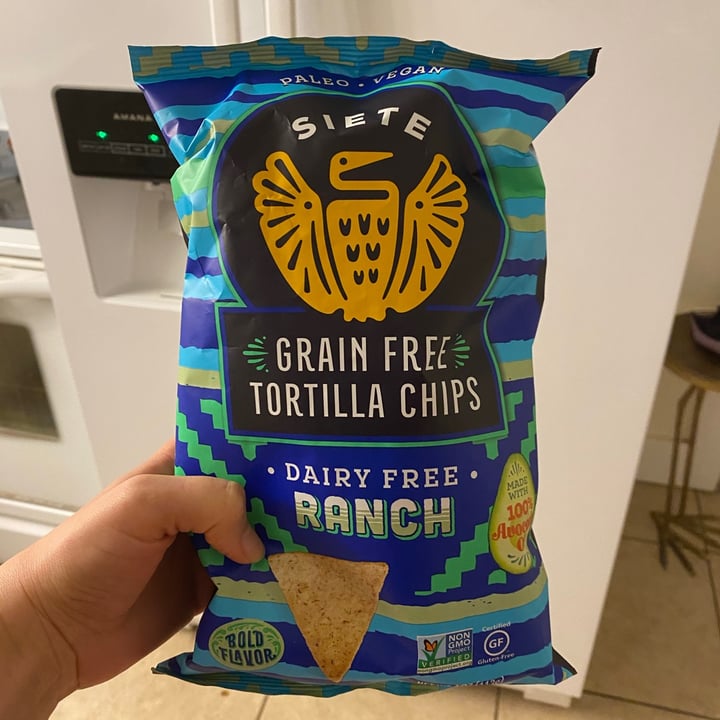 PALEO • VEGAN
AMANA
SIETE
GRAIN FREE
TORTILLA CHIPS
• DAIRY FREE •
RANCH
MADE
WITH
100%
BOLD
FLAVOR
NON
GMO
Project
VERIFIED
Certified
GF
Gluten-Free